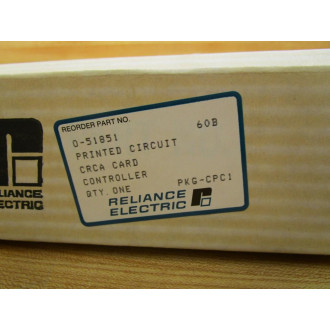 REORDER PART NO.
0-51851 60B
PRINTED CIRCUIT
CRCA CARD
CONTROLLER
QTY. ONE PKG-CPC1
RELIANCE
ELECTRIC
RELIANCE
ELECTRIC